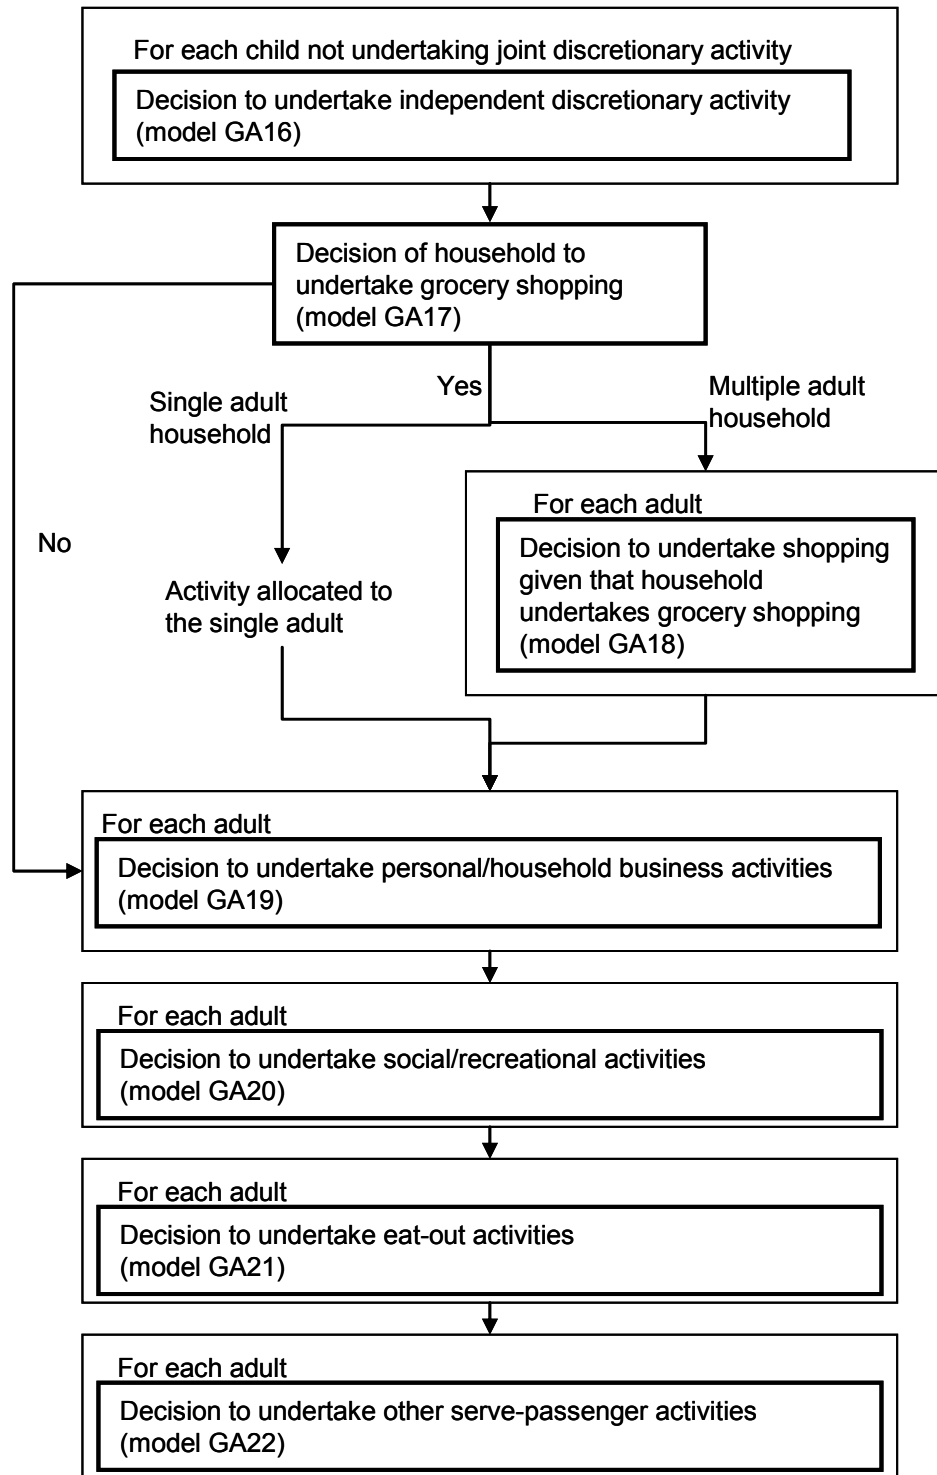 For each child not undertaking joint discretionary activity
Decision to undertake independent discretionary activity
(model GA16)
Decision of household to
undertake grocery shopping
(model GA17)
Yes
Single adult
household
Multiple adult
household
No
For each adult
Decision to undertake shopping
given that household
undertakes grocery shopping
(model GA18)
Activity allocated to
the single adult
For each adult
Decision to undertake personal/household business activities
(model GA19)
For each adult
Decision to undertake social/recreational activities
(model GA20)
For each adult
Decision to undertake eat-out activities
(model GA21)
For each adult
Decision to undertake other serve-passenger activities
(model GA22)